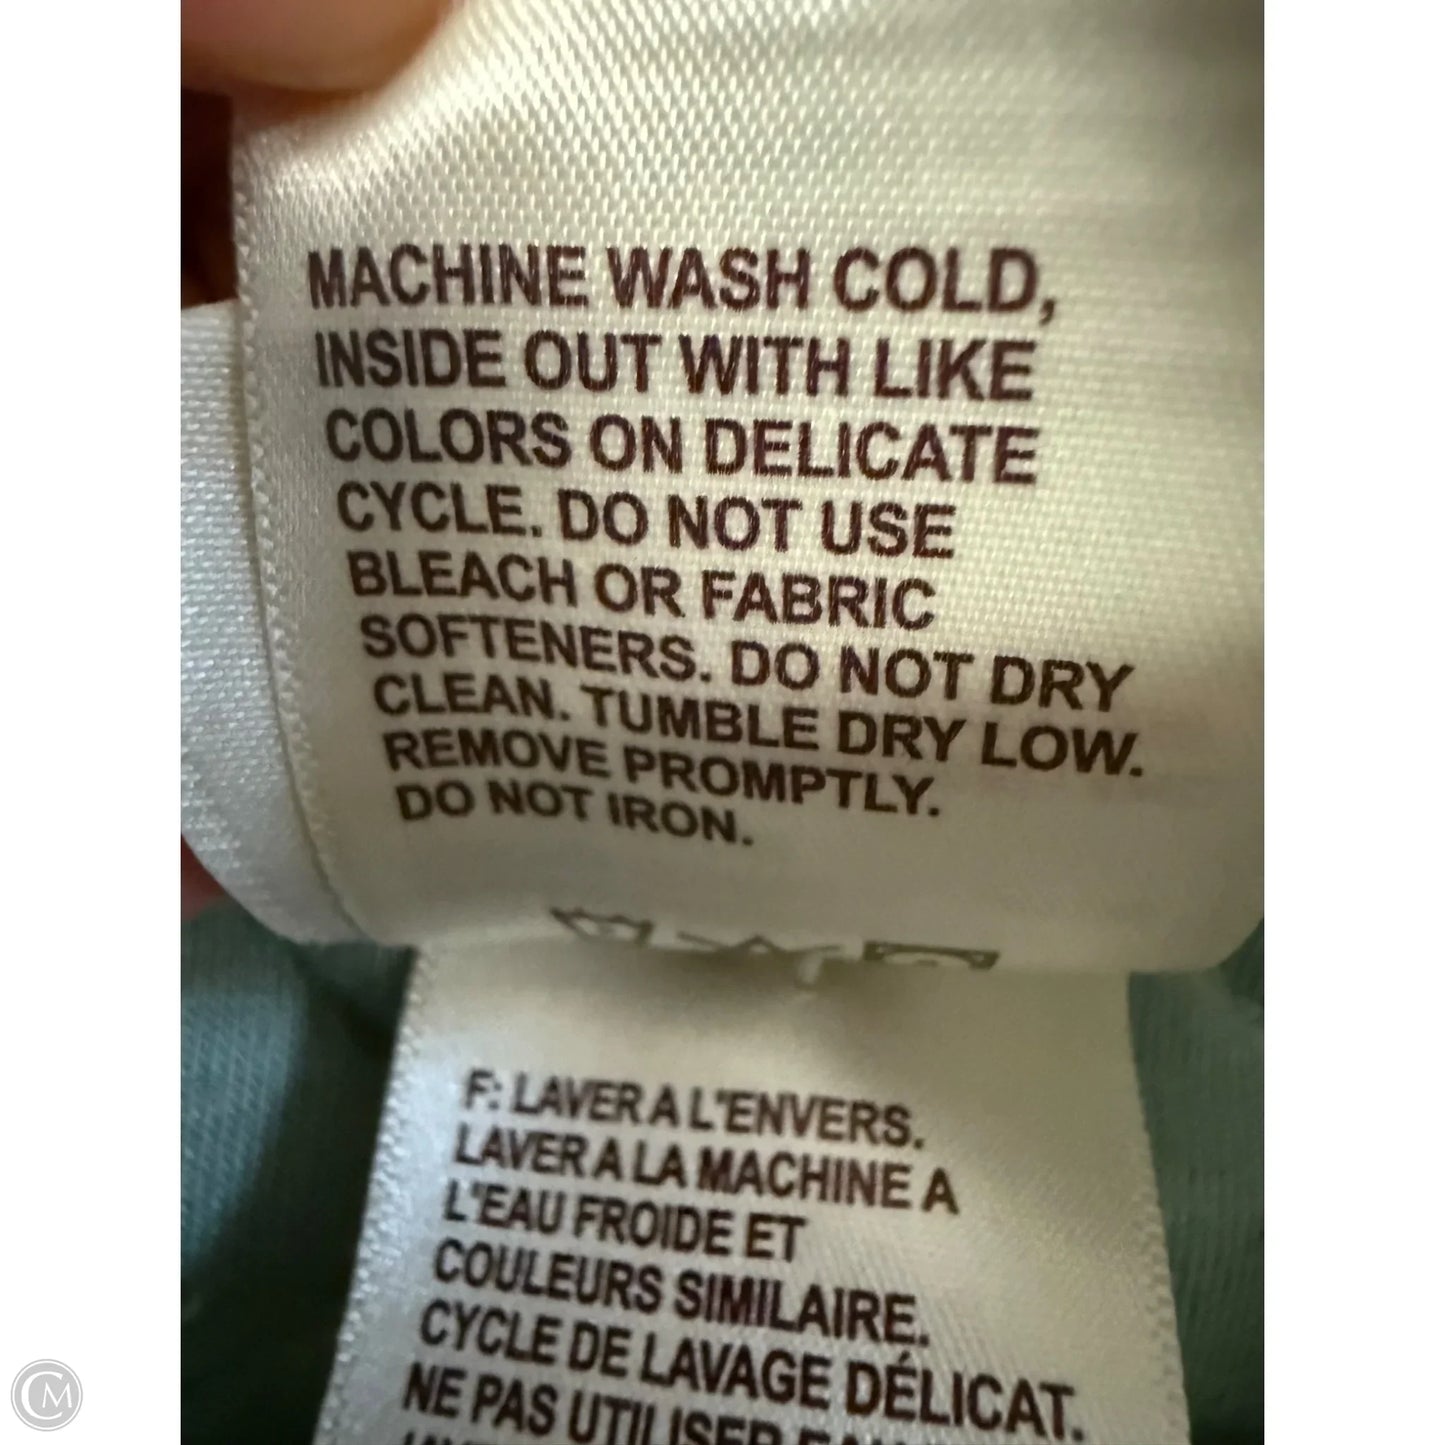 MACHINE WASH COLD,
INSIDE OUT WITH LIKE
COLORS ON DELICATE
CYCLE. DO NOT USE
BLEACH OR FABRIC
SOFTENERS. DO NOT DRY
CLEAN. TUMBLE DRY LOW.
REMOVE PROMPTLY.
DO NOT IRON.
F: LAVER A L'ENVERS.
LAVER A LA MACHINE A
L'EAU FROIDE ET
COULEURS SIMILAIRE.
CYCLE DE LAVAGE DÉLICAT.
NE PAS UTILISER
CM